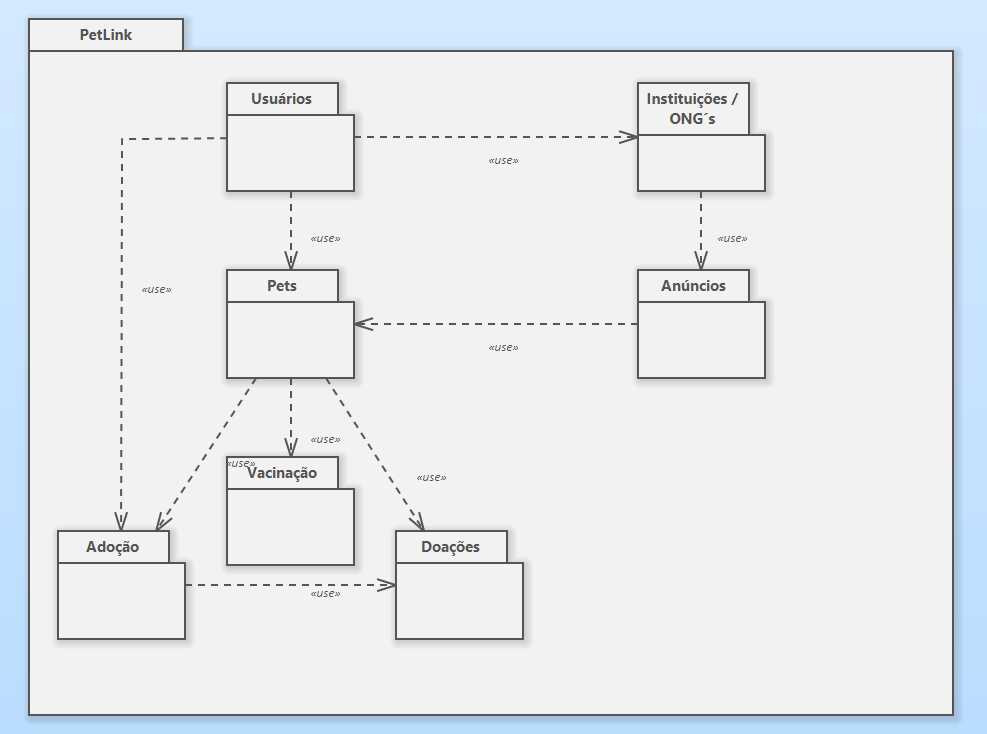 PetLink
Usuários
Instituições /
ONG´s
«use»
«use»
«use»
«use»
Pets
Anúncios
«use»
«use»
«use»
Vacinação
«use»
Adoção
Doações
«use»